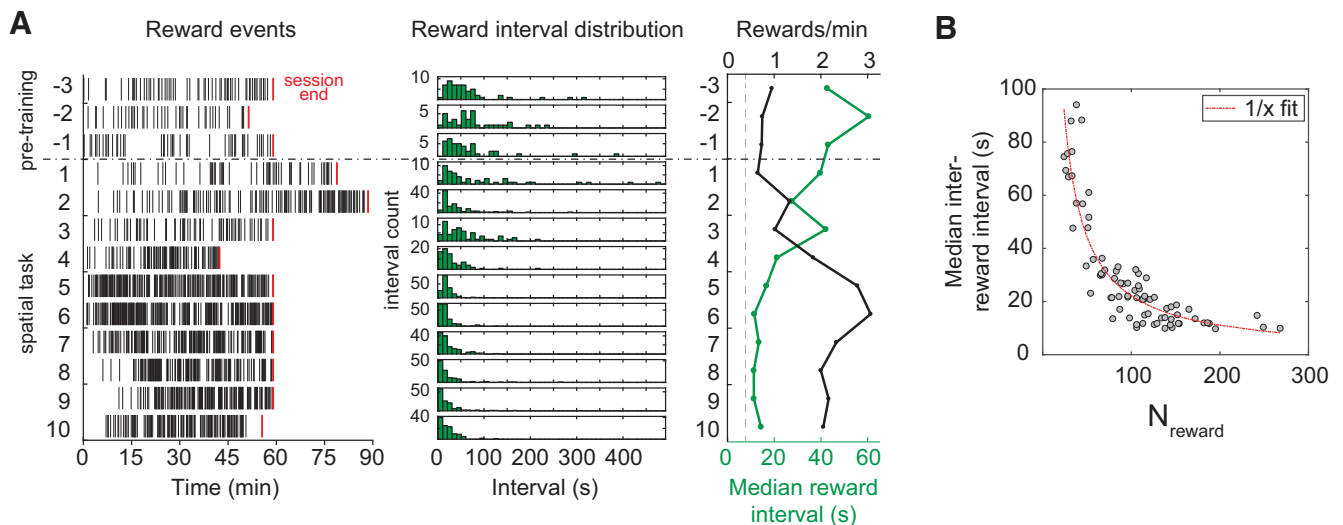 A
Reward events
Reward interval distribution
Rewards/min
B
0 1 2 3
pre-training
spatial task
-3
-2
-1
1
2
3
4
5
6
7
8
9
10
session
end
0 15 30 45 60 75 90
Time (min)
interval count
10
5
5
10
40
10
20
50
50
50
50
50
40
0 100 200 300 400
Interval (s)
-3
-2
-1
1
2
3
4
5
6
7
8
9
10
0 20 40 60
Median reward
interval (s)
Median inter-
reward interval (s)
100
80
60
40
20
0
1/x fit
100 200 300
Nreward